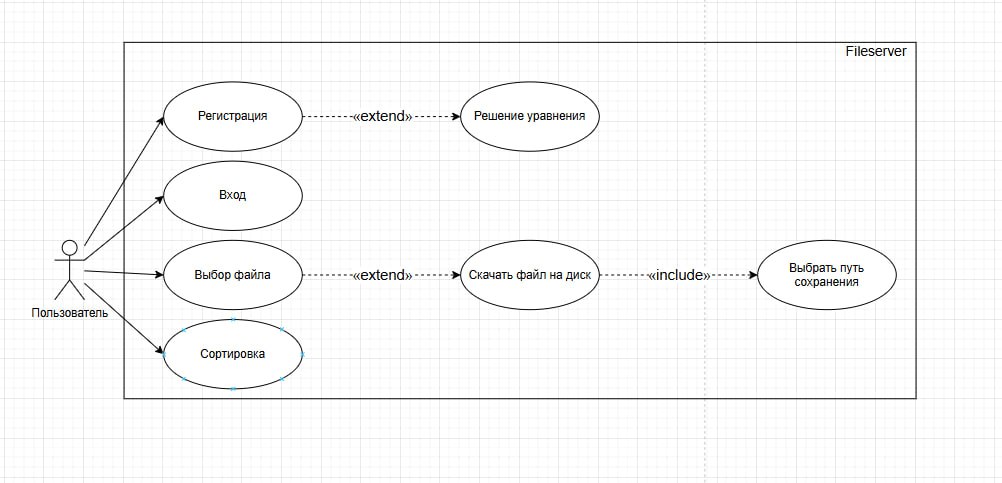 Fileserver
Регистрация
«extend»
Решение уравнения
Вход
Выбор файла
«extend»
Скачать файл на диск
«include»
Выбрать путь
сохранения
Пользователь
Сортировка